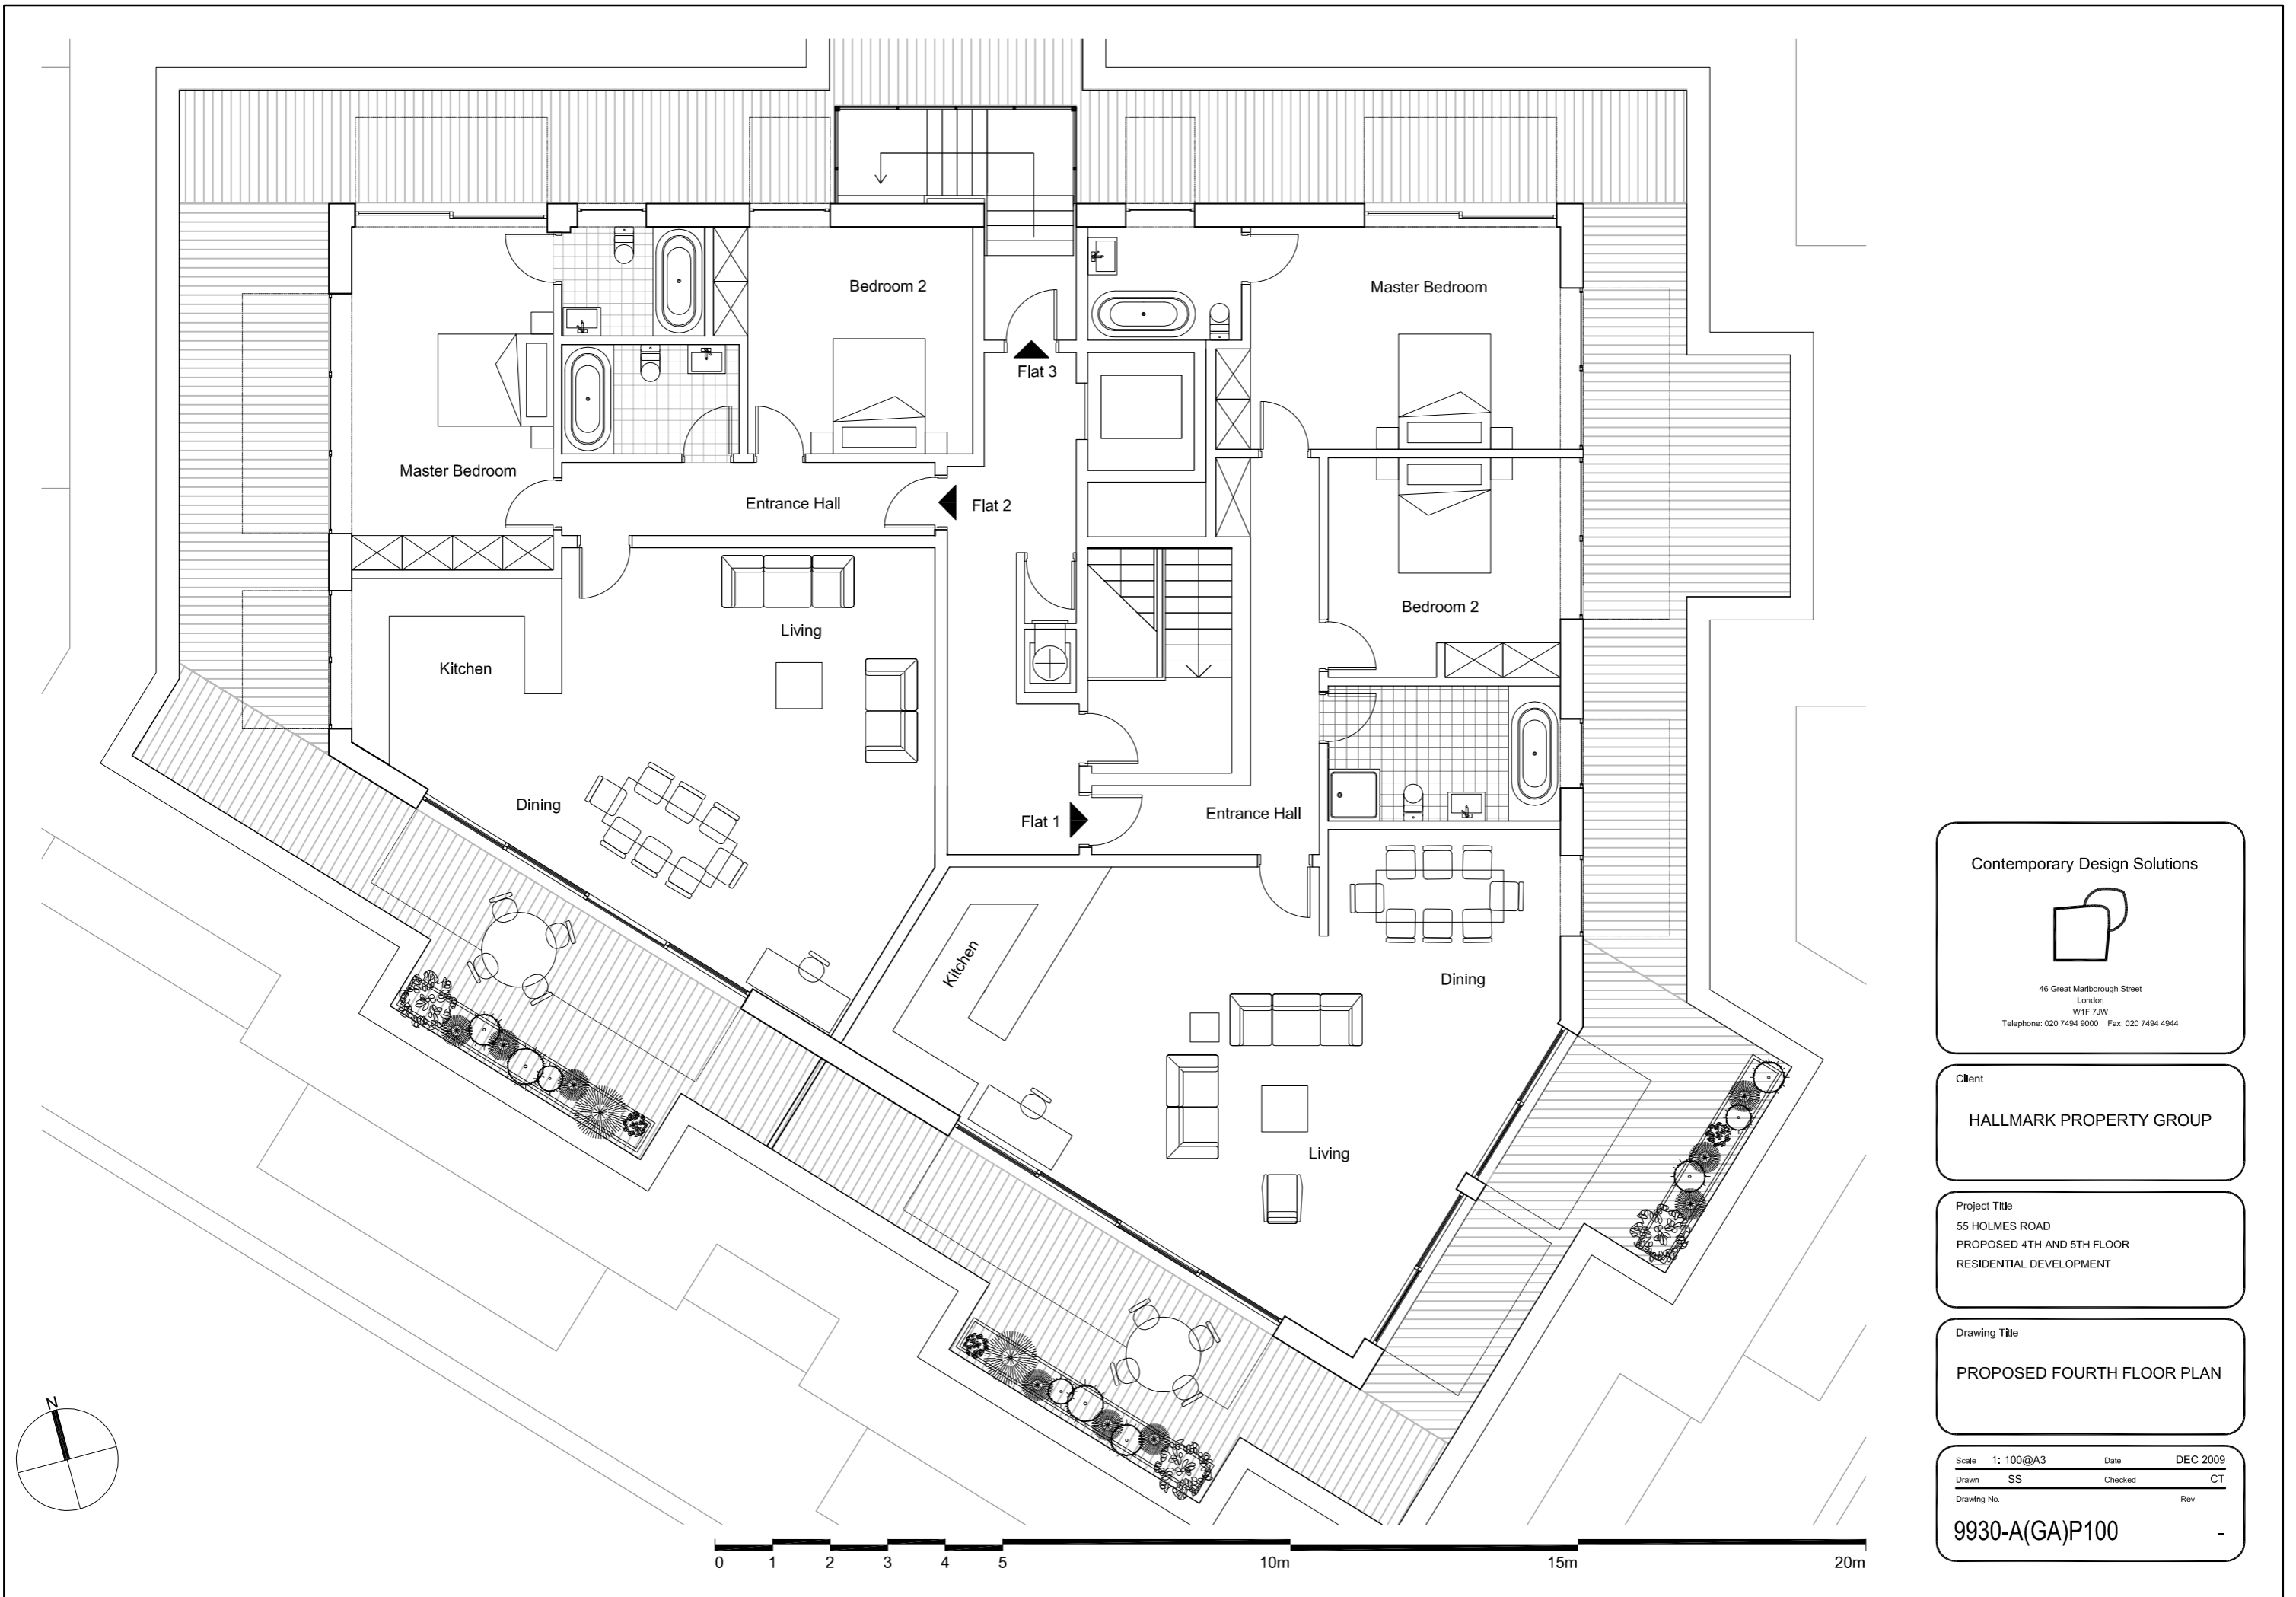 Bedroom 2
Master Bedroom
Flat 3
Master Bedroom
Entrance Hall
Flat 2
Bedroom 2
Living
Kitchen
Dining
Flat 1
Entrance Hall
Kitchen
Dining
Living
N
0 1 2 3 4 5 10m 15m 20m
Contemporary Design Solutions
46 Great Marlborough Street
London
W1F 7JW
Telephone: 020 7494 9000 Fax: 020 7494 4944
Client
HALLMARK PROPERTY GROUP
Project Title
55 HOLMES ROAD
PROPOSED 4TH AND 5TH FLOOR
RESIDENTIAL DEVELOPMENT
Drawing Title
PROPOSED FOURTH FLOOR PLAN
Scale 1: 100@A3 Date DEC 2009
Drawn SS Checked CT
Drawing No. Rev.
9930-A(GA)P100 -